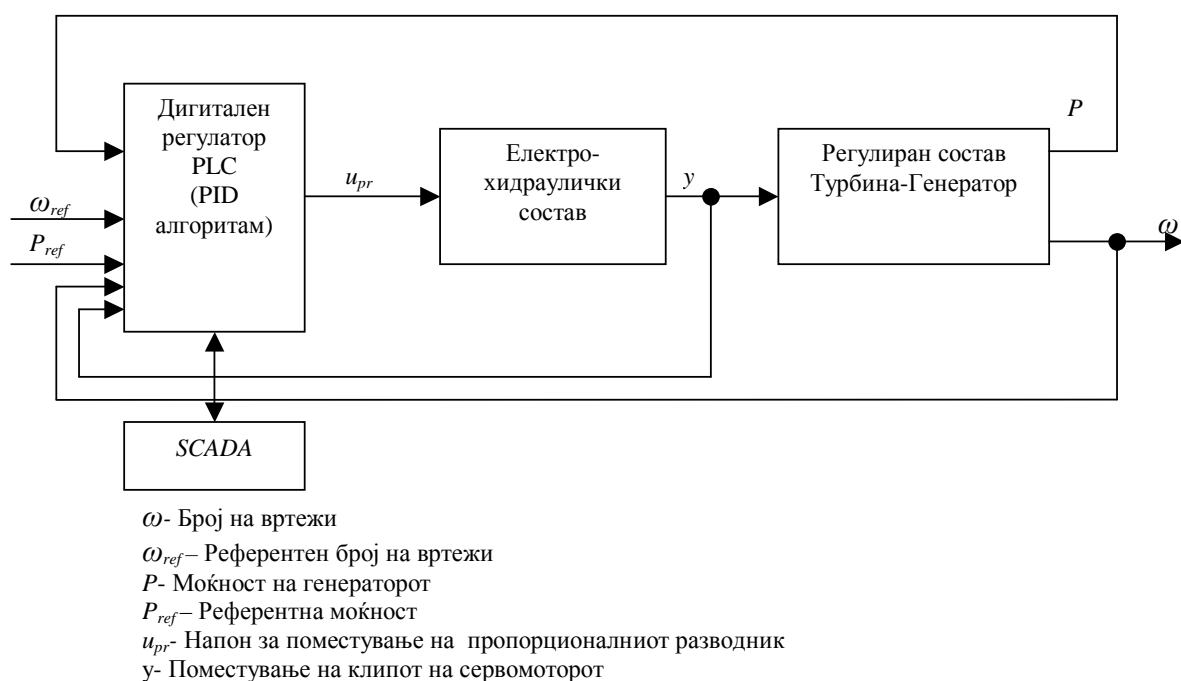 Дигитален
регулатор
PLC
(PID
алгоритам)
Електро-
хидраулички
состав
Регулиран состав
Турбина-Генератор
P
u_pr
y
ω_ref
P_ref
ω
SCADA
ω- Број на вртежи
ω_ref – Референтен број на вртежи
P- Моќност на генераторот
P_ref – Референтна моќност
u_pr- Напон за поместување на пропорционалниот разводник
y- Поместување на клипот на сервомоторот